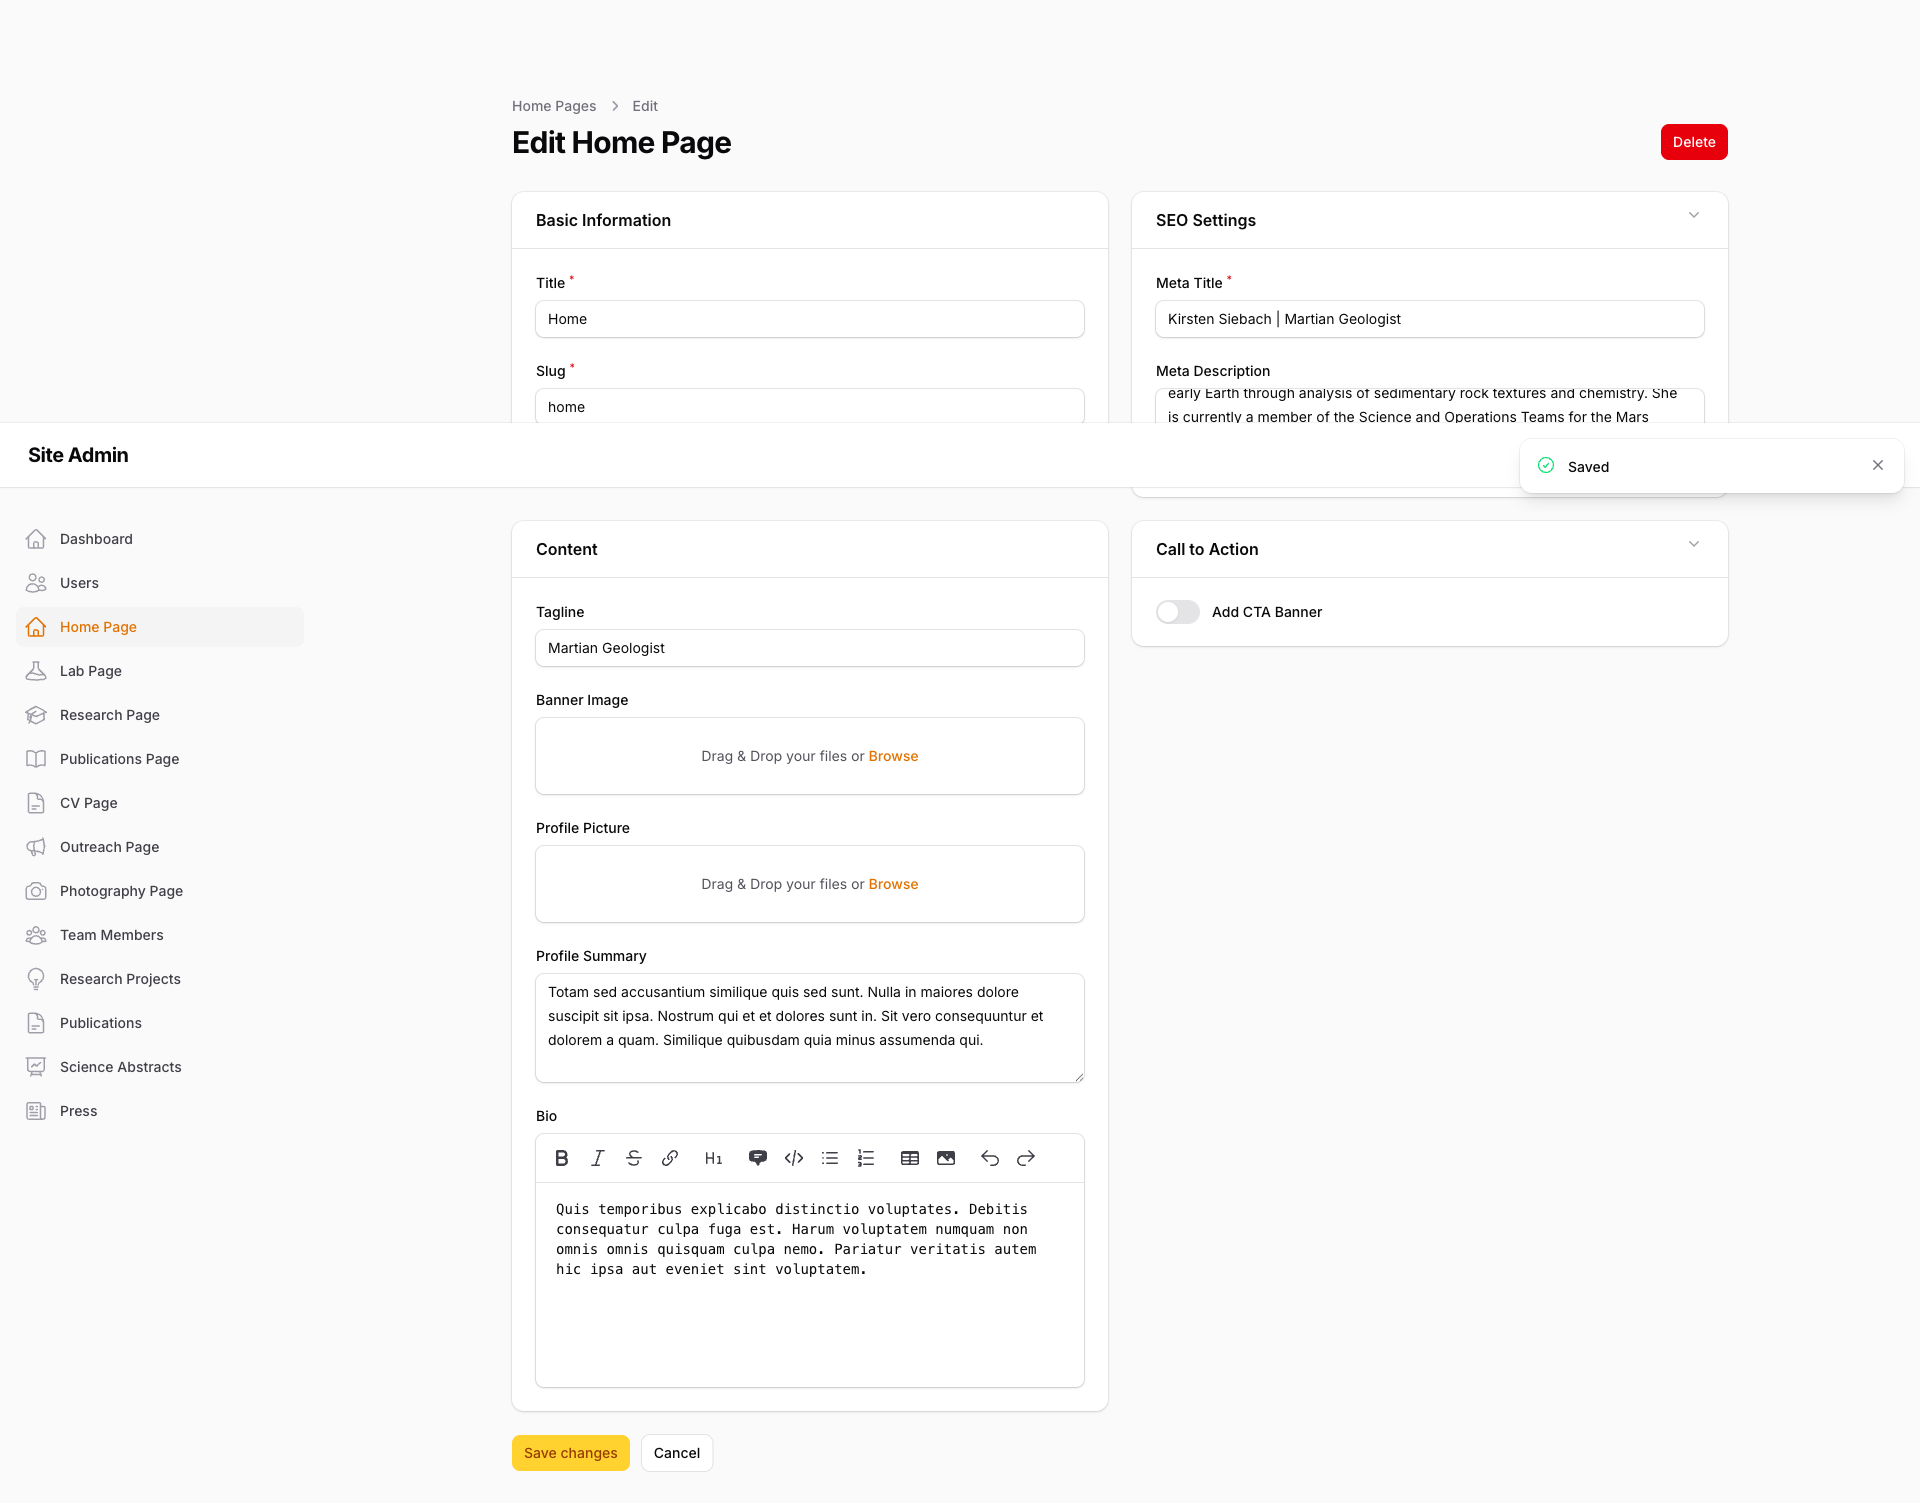 Home Pages
Edit
Edit Home Page
Delete
Basic Information
Title *
Home
Slug *
home
SEO Settings
Meta Title *
Kirsten Siebach | Martian Geologist
Meta Description
early Earth through analysis of sedimentary rock textures and chemistry. She
is currently a member of the Science and Operations Teams for the Mars
Site Admin
Saved
Dashboard
Users
Home Page
Lab Page
Research Page
Publications Page
CV Page
Outreach Page
Photography Page
Team Members
Research Projects
Publications
Science Abstracts
Press
Content
Tagline
Martian Geologist
Banner Image
Drag & Drop your files or Browse
Profile Picture
Drag & Drop your files or Browse
Profile Summary
Totam sed accusantium similique quis sed sunt. Nulla in maiores dolore
suscipit sit ipsa. Nostrum qui et et dolores sunt in. Sit vero consequuntur et
dolorem a quam. Similique quibusdam quia minus assumenda qui.
Bio
H1
Quis temporibus explicabo distinctio voluptates. Debitis
consequatur culpa fuga est. Harum voluptatem numquam non
omnis omnis quisquam culpa nemo. Pariatur veritatis autem
hic ipsa aut eveniet sint voluptatem.
Call to Action
Add CTA Banner
Save changes
Cancel